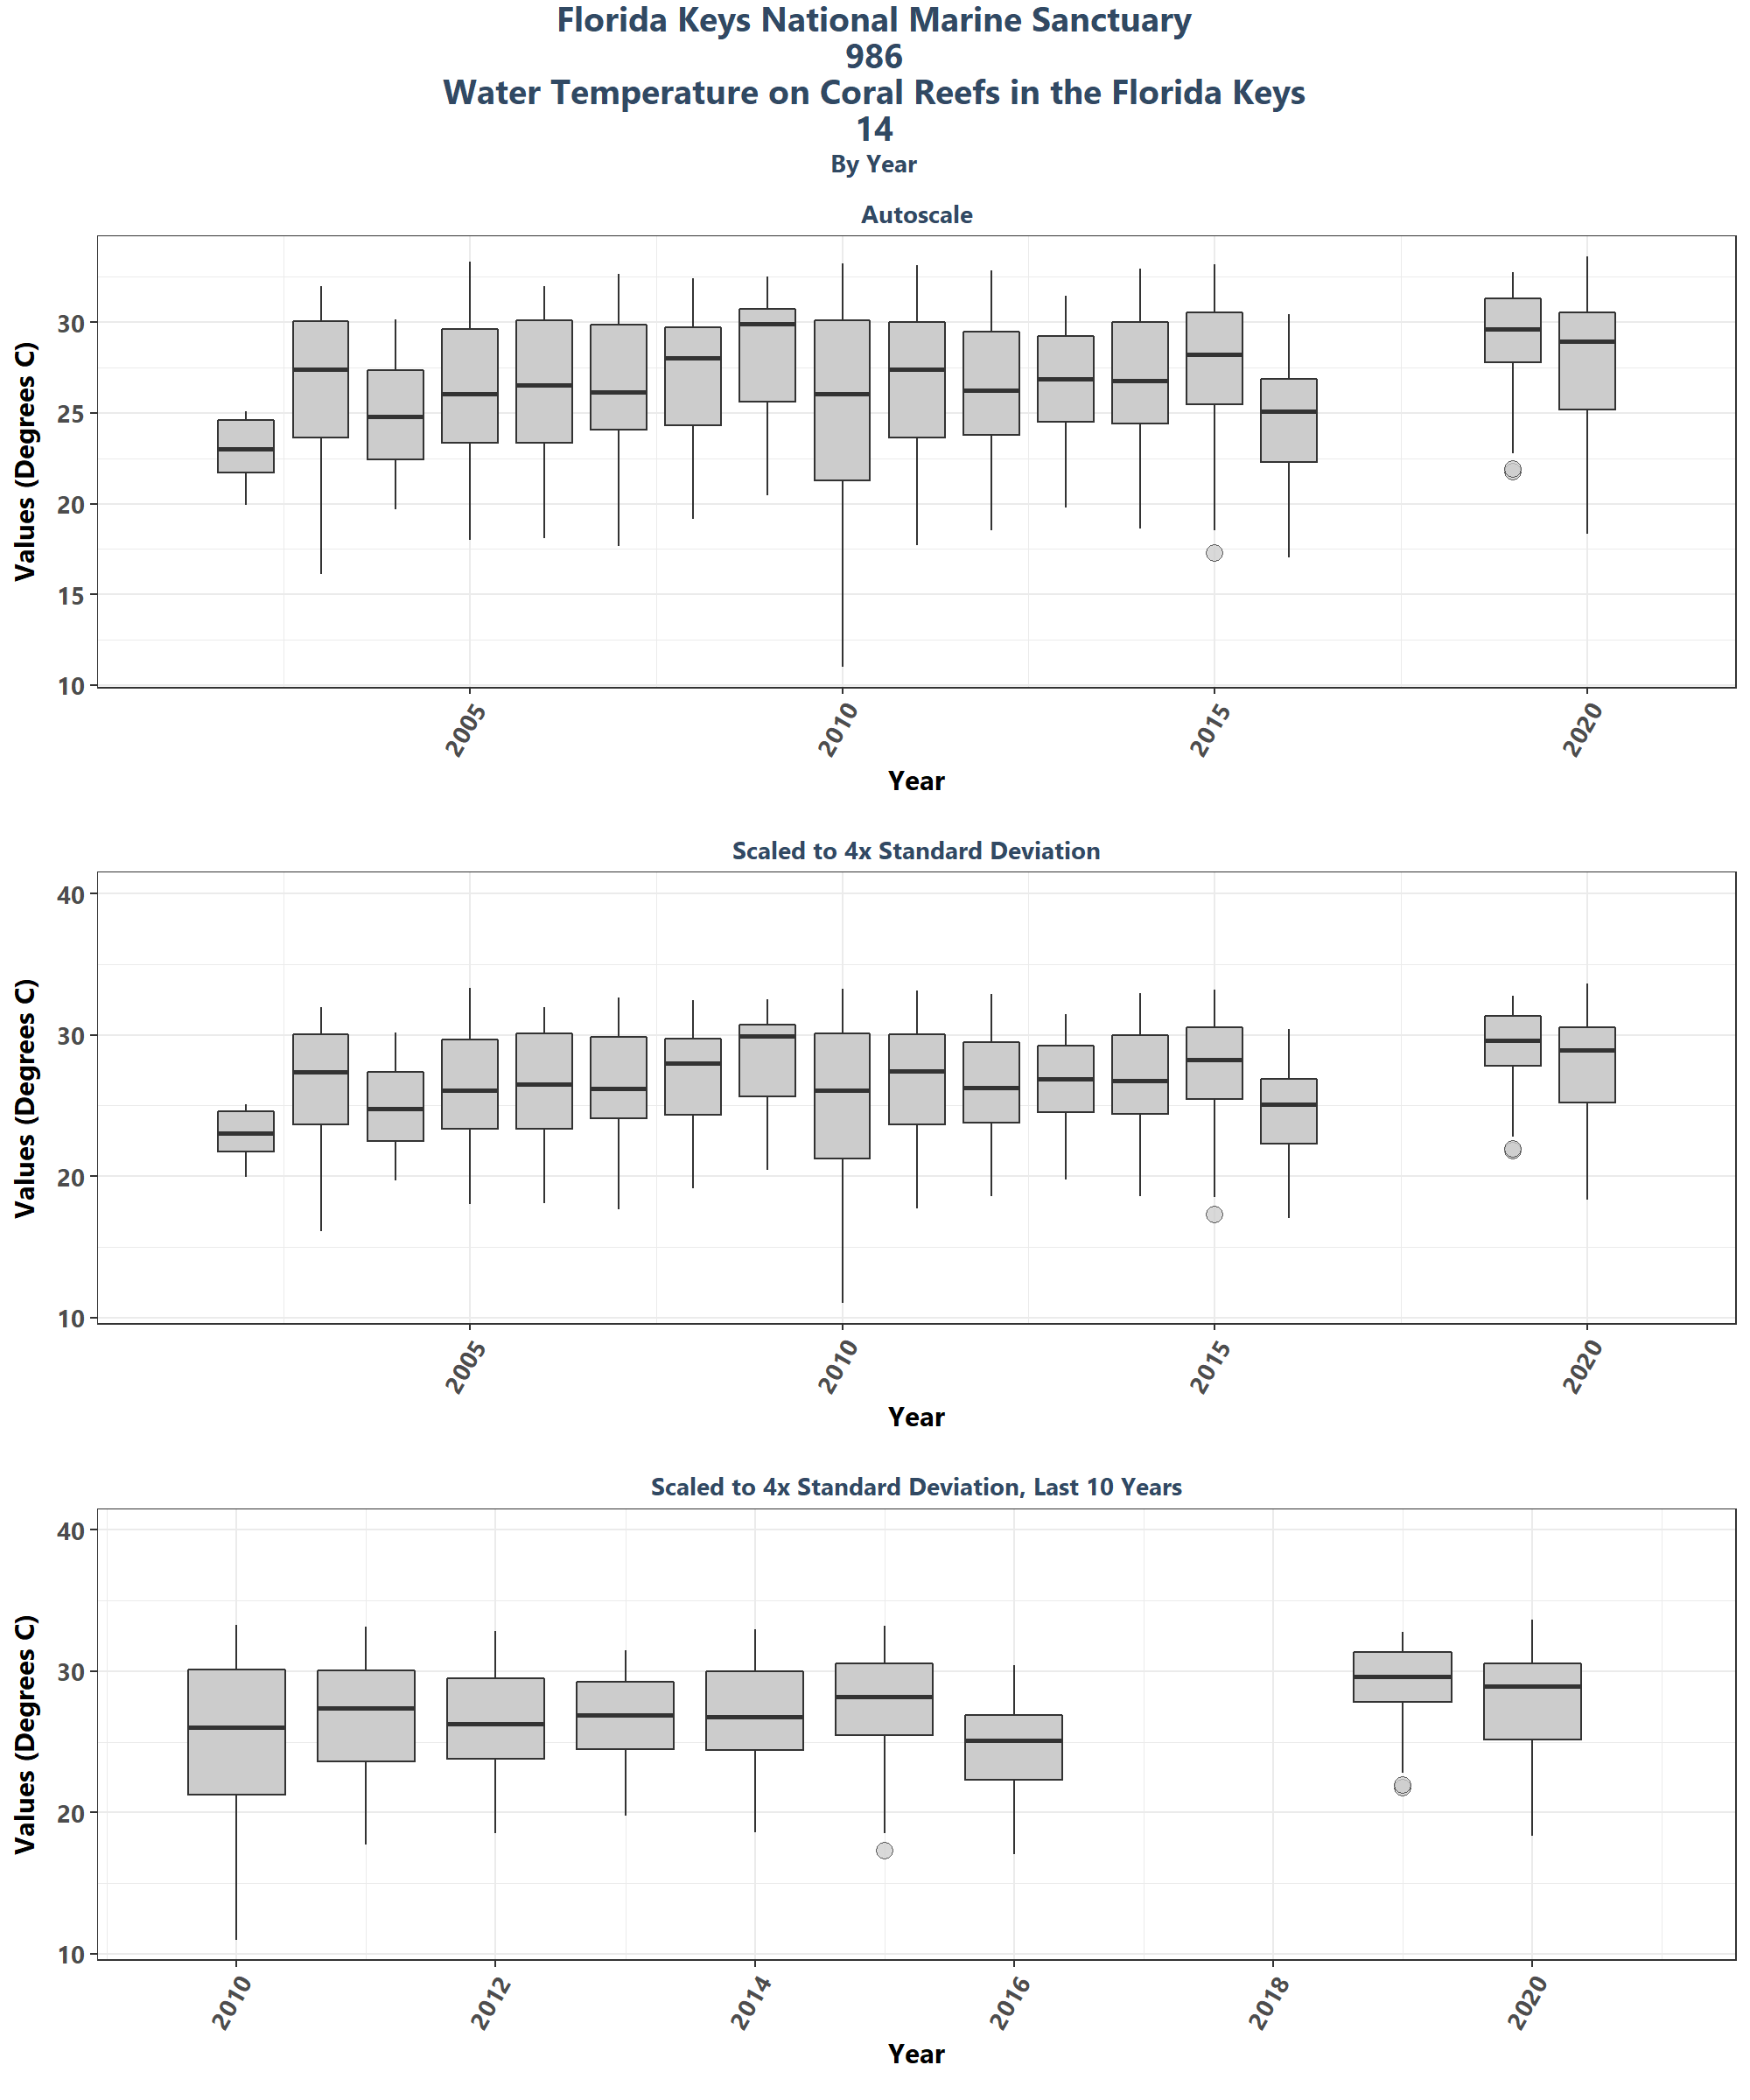 Florida Keys National Marine Sanctuary
986
Water Temperature on Coral Reefs in the Florida Keys
14
By Year
Autoscale
Values (Degrees C)
30
25
20
15
10
2005
2010
2015
2020
Year
Scaled to 4x Standard Deviation
Values (Degrees C)
40
30
20
10
2005
2010
2015
2020
Year
Scaled to 4x Standard Deviation, Last 10 Years
Values (Degrees C)
40
30
20
10
2010
2012
2014
2016
2018
2020
Year